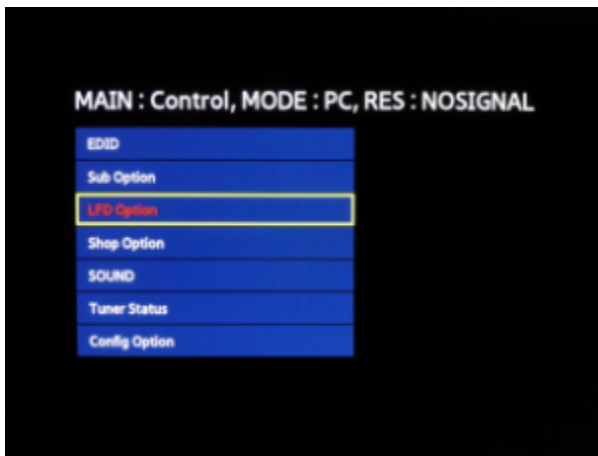 MAIN : Control, MODE : PC, RES : NOSIGNAL
EDID
Sub Option
LFD Option
Shop Option
SOUND
Tuner Status
Config Option